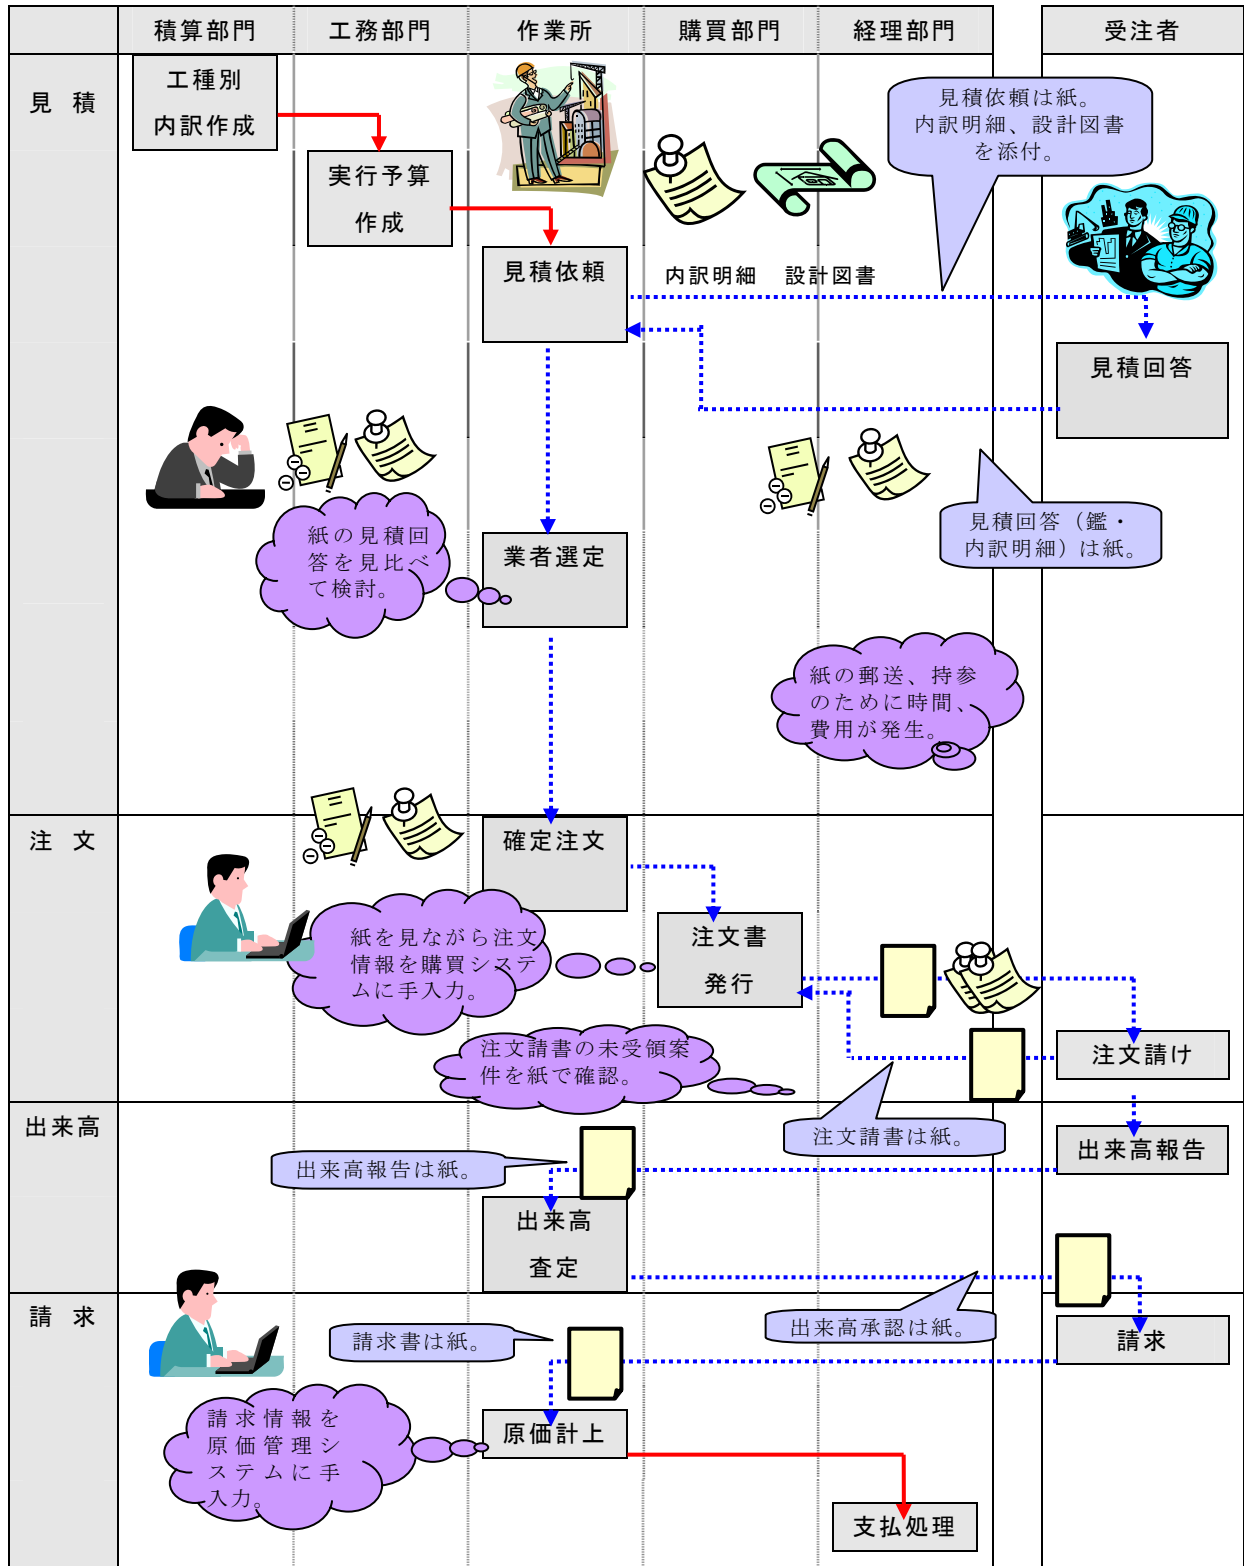 積算部門 工務部門 作業所 購買部門 経理部門 受注者
見 積
工種別
内訳作成
見積依頼は紙。
内訳明細、設計図書
を添付。
実行予算
作成
見積依頼
内訳明細 設計図書
見積回答
紙の見積回
答を見比べ
て検討。
業者選定
見積回答（鑑・
内訳明細）は紙。
紙の郵送、持参
のために時間、
費用が発生。
注 文
確定注文
紙を見ながら注文
情報を購買システ
ムに手入力。
注文書
発行
注文請書の未受領案
件を紙で確認。
注文請け
注文請書は紙。
出来高
出来高報告
出来高報告は紙。
出来高
査定
請 求
出来高承認は紙。
請求
請求書は紙。
請求情報を
原価管理シ
ステムに手
入力。
原価計上
支払処理